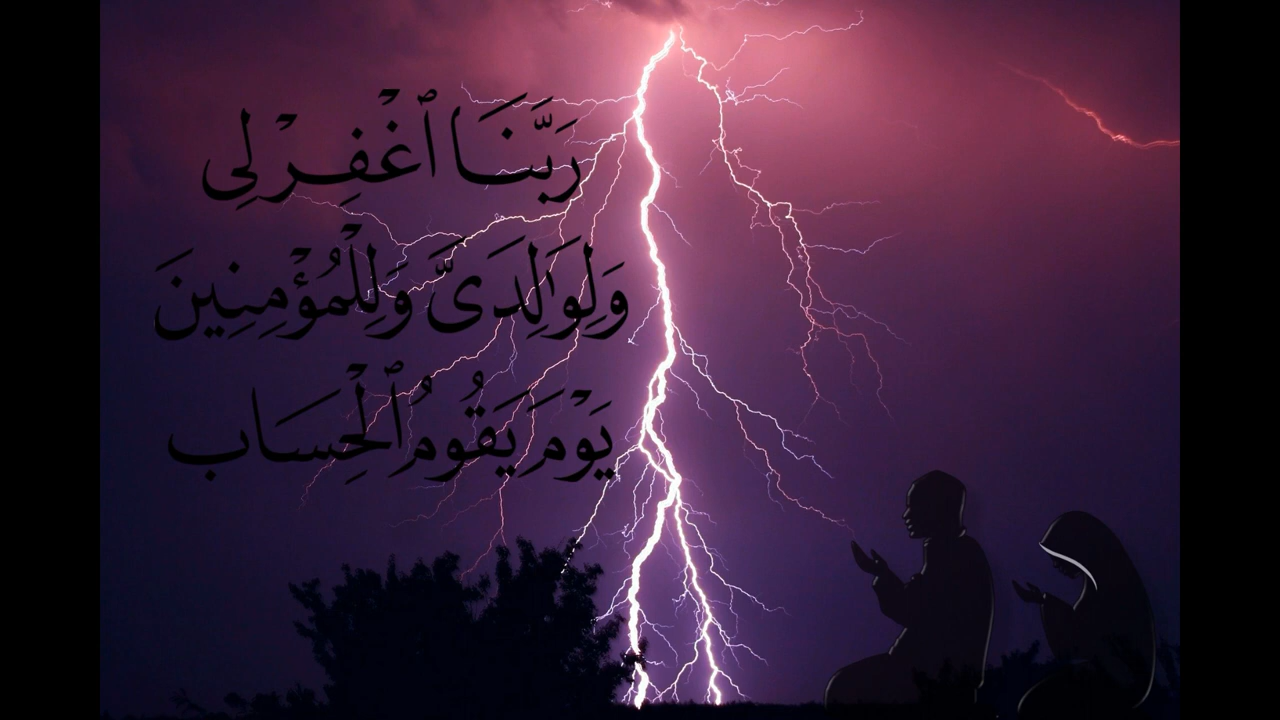 رَبَّنَا ٱغْفِرْ لِى
وَلِوَٰلِدَىَّ وَلِلْمُؤْمِنِينَ
يَوْمَ يَقُومُ ٱلْحِسَاب